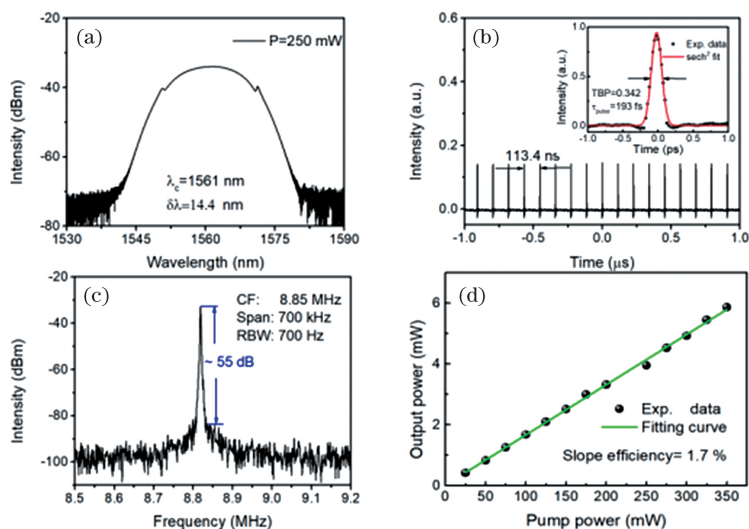 (a)
P=250 mW
λc=1561 nm
δλ=14.4 nm
Intensity (dBm)
-20
-40
-60
-80
1530
1545
1560
1575
1590
Wavelength (nm)
(b)
Intensity (a.u.)
0.6
0.4
0.2
0.0
113.4 ns
-1.0
-0.5
0.0
0.5
1.0
Time (μs)
Intensity (a.u.)
1.0
0.5
0.0
Exp. data
sech² fit
TBP=0.342
τpulse=193 fs
-1.0
-0.5
0.0
0.5
1.0
Time (ps)
(c)
CF: 8.85 MHz
Span: 700 kHz
RBW: 700 Hz
~ 55 dB
Intensity (dBm)
-20
-40
-60
-80
-100
8.5
8.6
8.7
8.8
8.9
9.0
9.1
9.2
Frequency (MHz)
(d)
Output power (mW)
6
4
2
0
Exp. data
Fitting curve
Slope efficiency= 1.7 %
0
50
100
150
200
250
300
350
Pump power (mW)